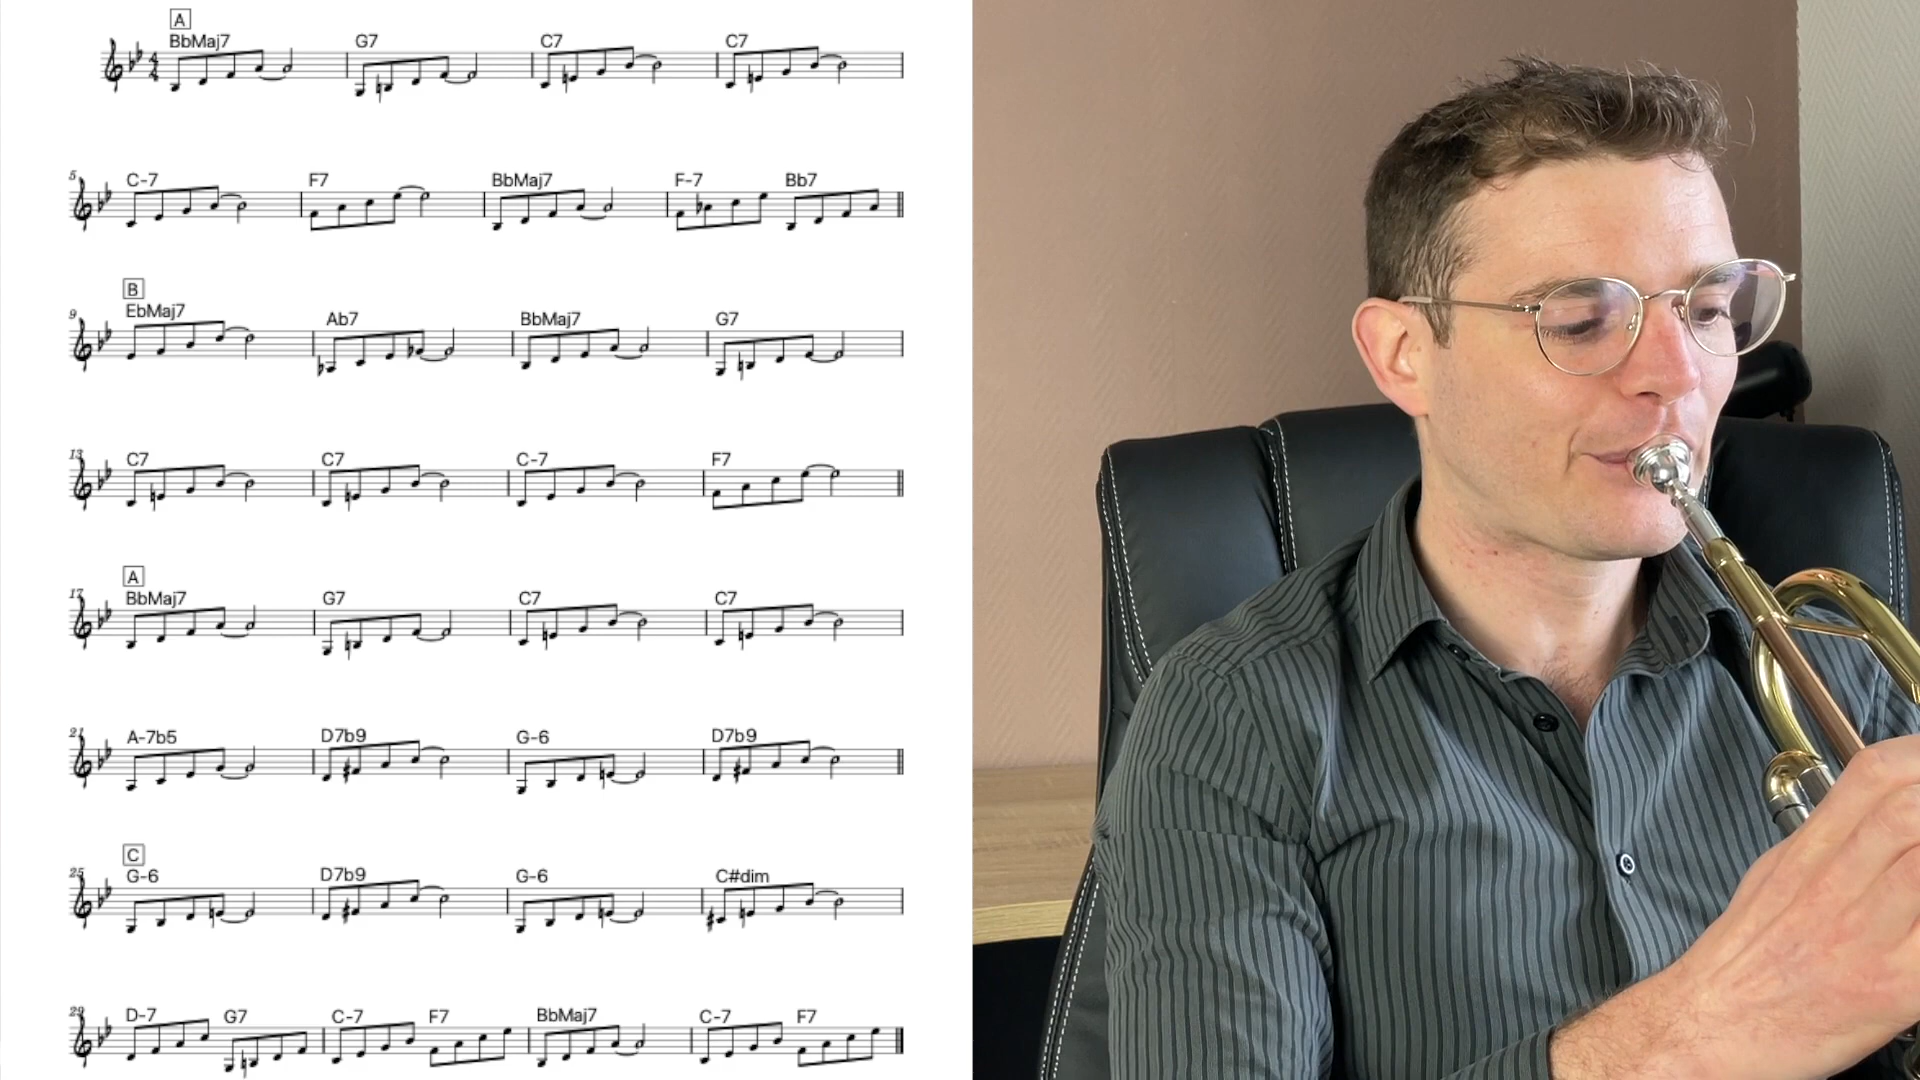 A
BbMaj7 G7 C7 C7
4
4
5 C-7 F7 BbMaj7 F-7 Bb7
B
9 EbMaj7 Ab7 BbMaj7 G7
13 C7 C7 C-7 F7
A
17 BbMaj7 G7 C7 C7
21 A-7b5 D7b9 G-6 D7b9
C
25 G-6 D7b9 G-6 C#dim
29 D-7 G7 C-7 F7 BbMaj7 C-7 F7